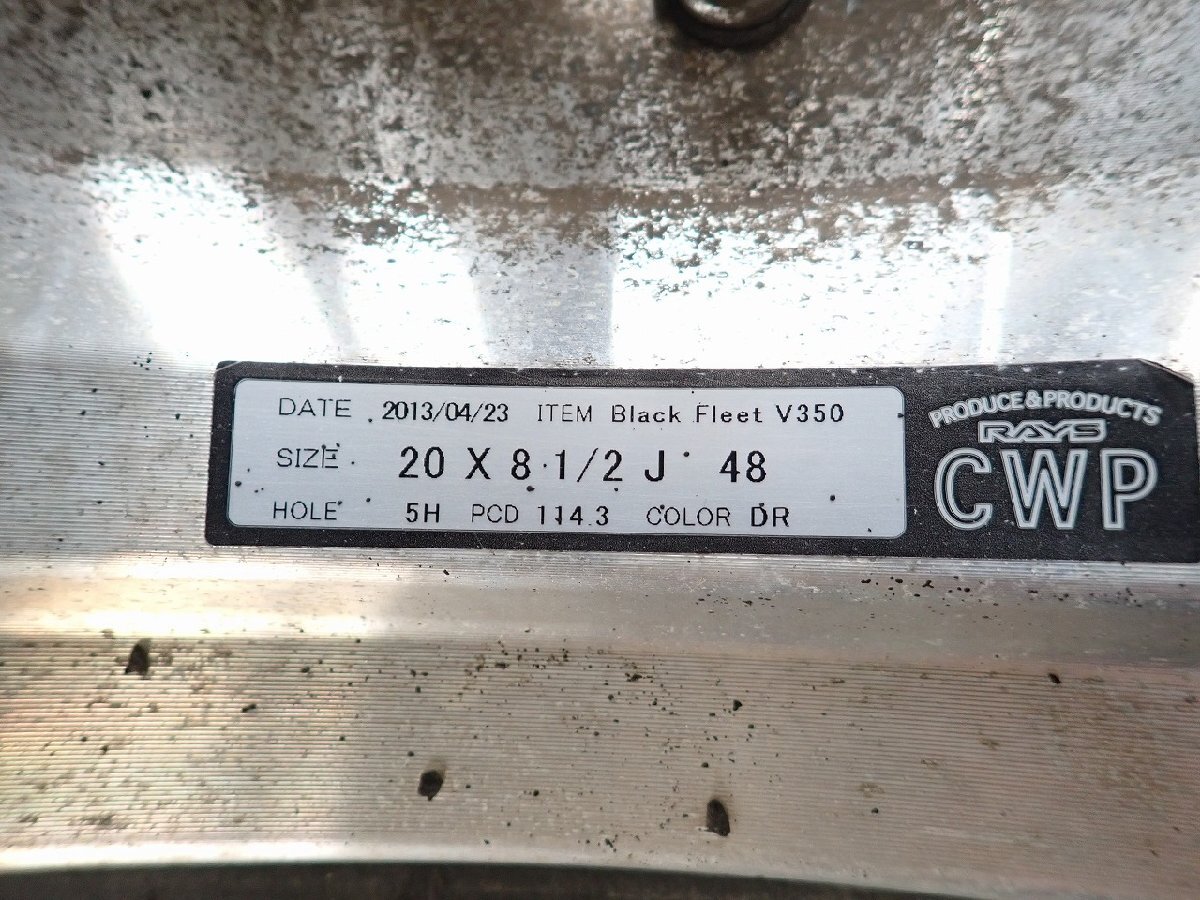 DATE 2013/04/23 ITEM Black Fleet V350
SIZE 20 X 8 1/2 J 48
HOLE 5H PCD 114.3 COLOR DR
PRODUCE & PRODUCTS
RAYS
CWP